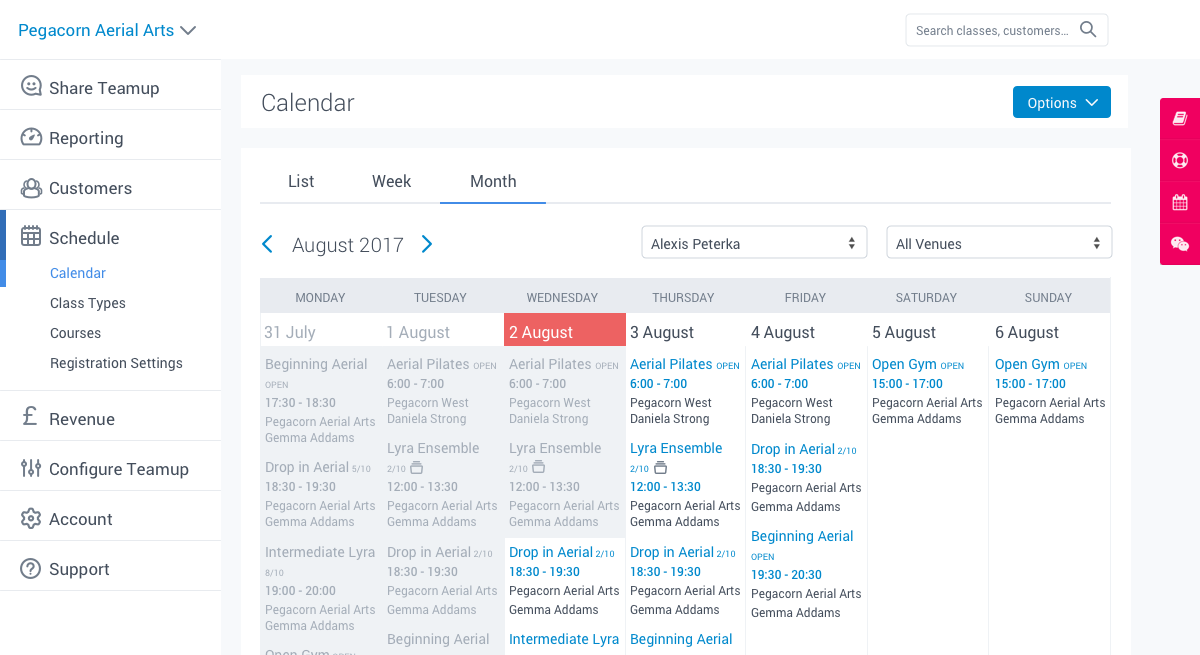 Pegacorn Aerial Arts
Search classes, customers...
Share Teamup
Reporting
Customers
Schedule
Calendar
Class Types
Courses
Registration Settings
£ Revenue
Configure Teamup
Account
Support
Calendar
Options
List Week Month
August 2017
Alexis Peterka
All Venues
MONDAY TUESDAY WEDNESDAY THURSDAY FRIDAY SATURDAY SUNDAY
31 July
Beginning Aerial
OPEN
17:30 - 18:30
Pegacorn Aerial Arts
Gemma Addams
Drop in Aerial 5/10
18:30 - 19:30
Pegacorn Aerial Arts
Gemma Addams
Intermediate Lyra
8/10
19:00 - 20:00
Pegacorn Aerial Arts
Gemma Addams
Open Gym OPEN
1 August
Aerial Pilates OPEN
6:00 - 7:00
Pegacorn West
Daniela Strong
Lyra Ensemble
2/10
12:00 - 13:30
Pegacorn Aerial Arts
Gemma Addams
Drop in Aerial 2/10
18:30 - 19:30
Pegacorn Aerial Arts
Gemma Addams
Beginning Aerial
2 August
Aerial Pilates OPEN
6:00 - 7:00
Pegacorn West
Daniela Strong
Lyra Ensemble
2/10
12:00 - 13:30
Pegacorn Aerial Arts
Gemma Addams
Drop in Aerial 2/10
18:30 - 19:30
Pegacorn Aerial Arts
Gemma Addams
Intermediate Lyra
3 August
Aerial Pilates OPEN
6:00 - 7:00
Pegacorn West
Daniela Strong
Lyra Ensemble
2/10
12:00 - 13:30
Pegacorn Aerial Arts
Gemma Addams
Drop in Aerial 2/10
18:30 - 19:30
Pegacorn Aerial Arts
Gemma Addams
Beginning Aerial
4 August
Aerial Pilates OPEN
6:00 - 7:00
Pegacorn West
Daniela Strong
Drop in Aerial 2/10
18:30 - 19:30
Pegacorn Aerial Arts
Gemma Addams
Beginning Aerial
OPEN
19:30 - 20:30
Pegacorn Aerial Arts
Gemma Addams
5 August
Open Gym OPEN
15:00 - 17:00
Pegacorn Aerial Arts
Gemma Addams
6 August
Open Gym OPEN
15:00 - 17:00
Pegacorn Aerial Arts
Gemma Addams